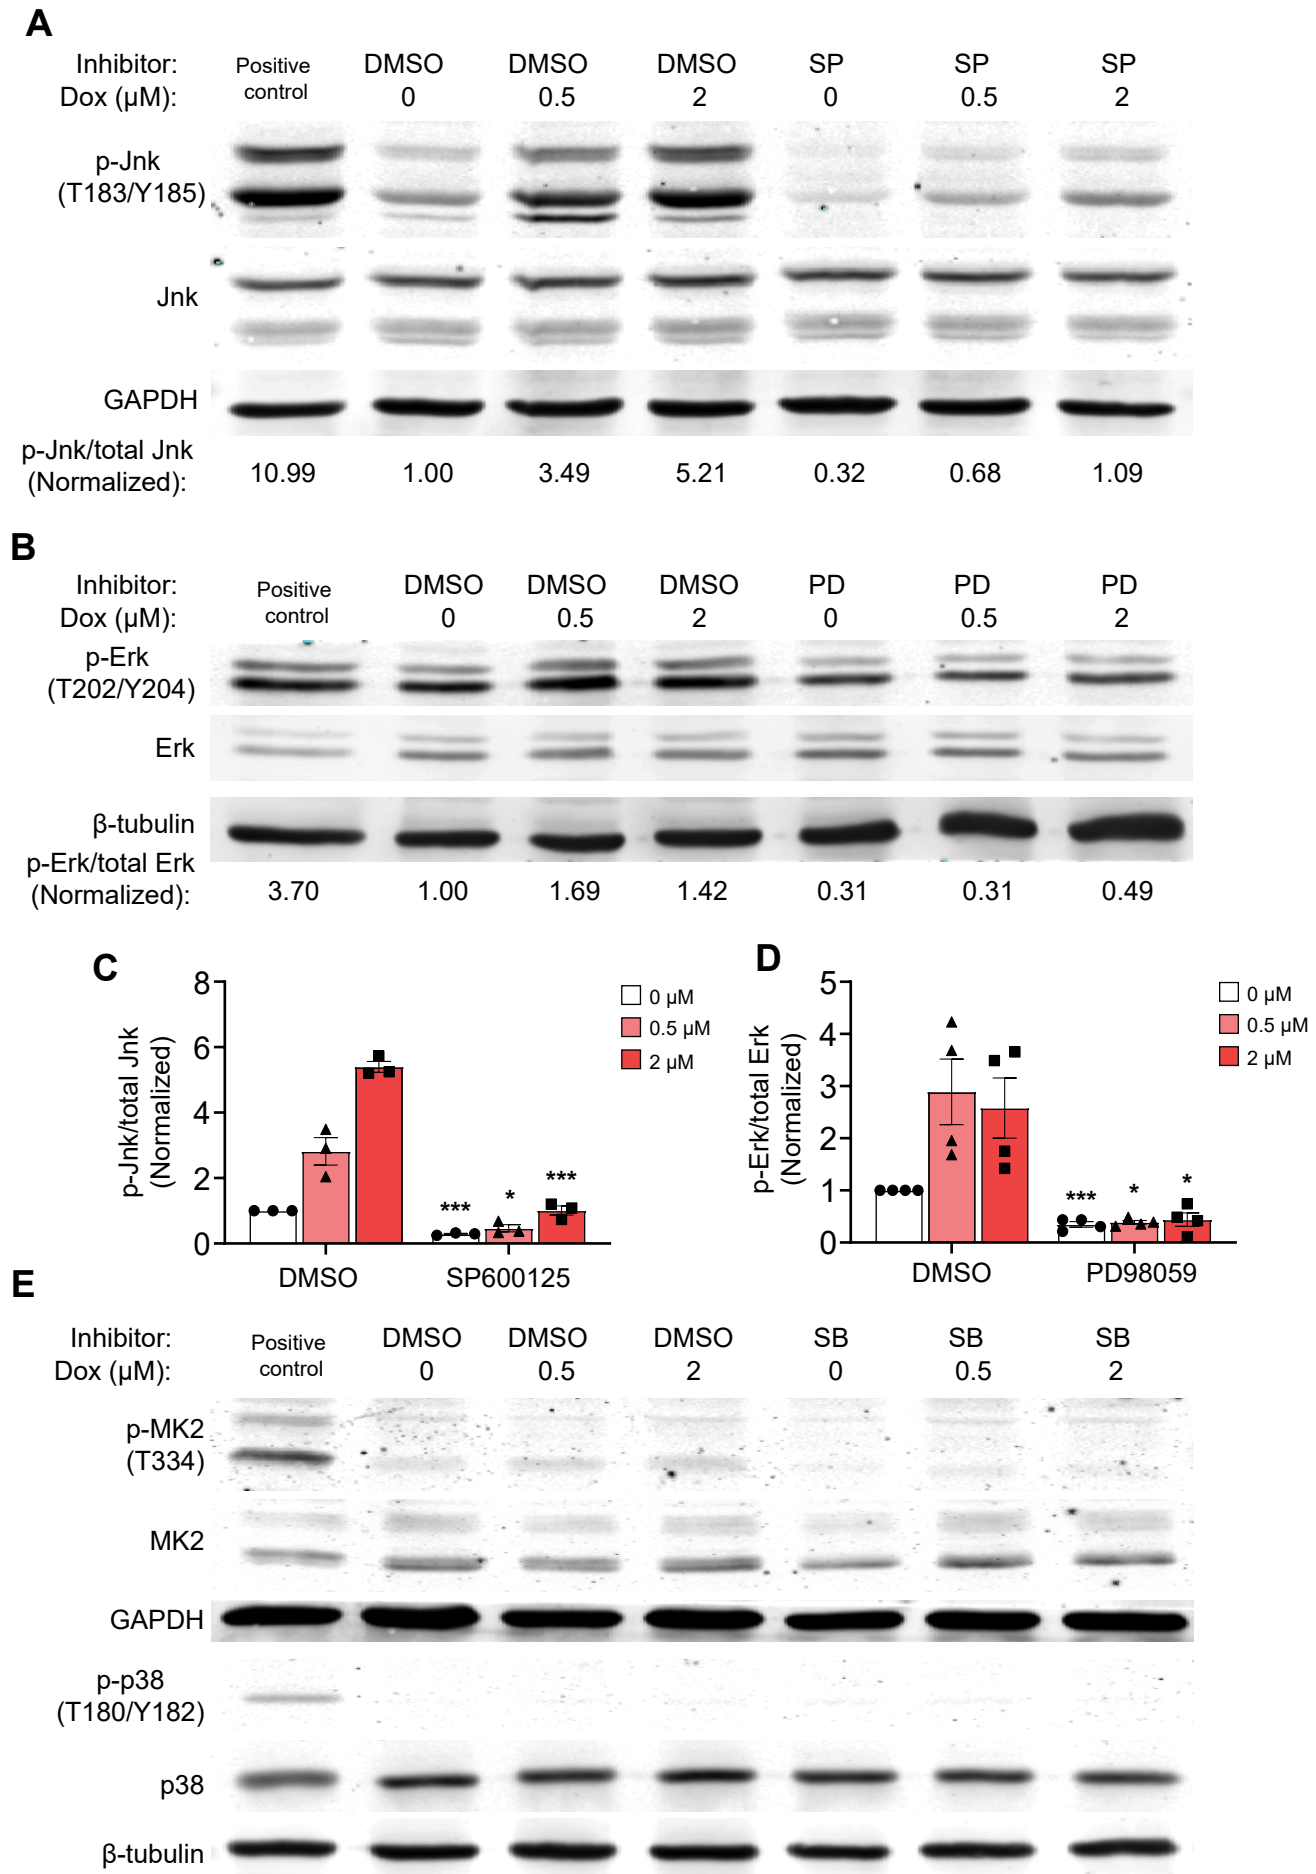 A
Inhibitor: Positive control DMSO DMSO DMSO SP SP SP
Dox (µM): 0 0.5 2 0 0.5 2
p-Jnk
(T183/Y185)
Jnk
GAPDH
p-Jnk/total Jnk
(Normalized): 10.99 1.00 3.49 5.21 0.32 0.68 1.09
B
Inhibitor: Positive control DMSO DMSO DMSO PD PD PD
Dox (µM): 0 0.5 2 0 0.5 2
p-Erk
(T202/Y204)
Erk
β-tubulin
p-Erk/total Erk
(Normalized): 3.70 1.00 1.69 1.42 0.31 0.31 0.49
C
p-Jnk/total Jnk
(Normalized)
8
6
4
2
0
*** * ***
DMSO SP600125
0 µM
0.5 µM
2 µM
D
p-Erk/total Erk
(Normalized)
5
4
3
2
1
0
*** * *
DMSO PD98059
0 µM
0.5 µM
2 µM
E
Inhibitor: Positive control DMSO DMSO DMSO SB SB SB
Dox (µM): 0 0.5 2 0 0.5 2
p-MK2
(T334)
MK2
GAPDH
p-p38
(T180/Y182)
p38
β-tubulin